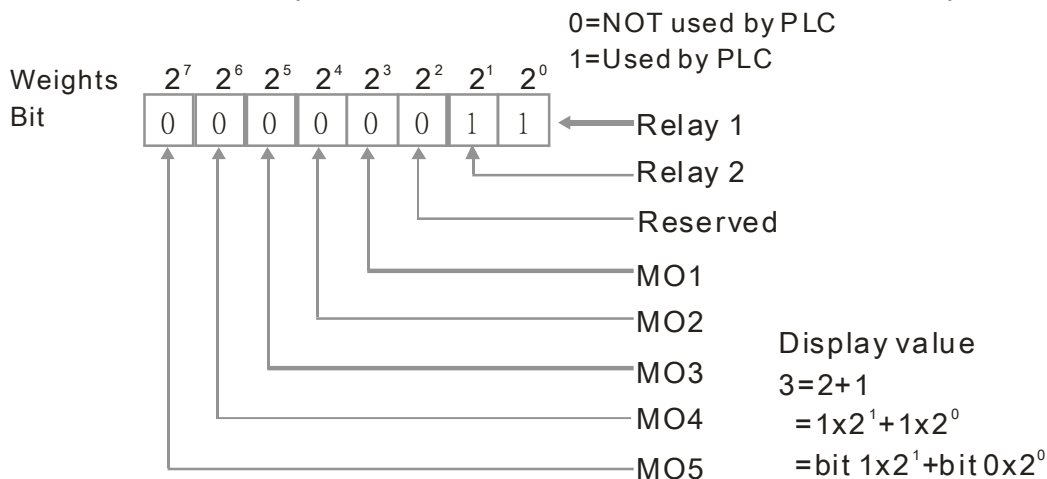 0=NOT used by PLC
1=Used by PLC
Weights 2⁷ 2⁶ 2⁵ 2⁴ 2³ 2² 2¹ 2⁰
Bit 0 0 0 0 0 0 1 1
Relay 1
Relay 2
Reserved
MO1
MO2
MO3
MO4
MO5
Display value
3=2+1
=1x2¹+1x2⁰
=bit 1x2¹+bit 0x2⁰